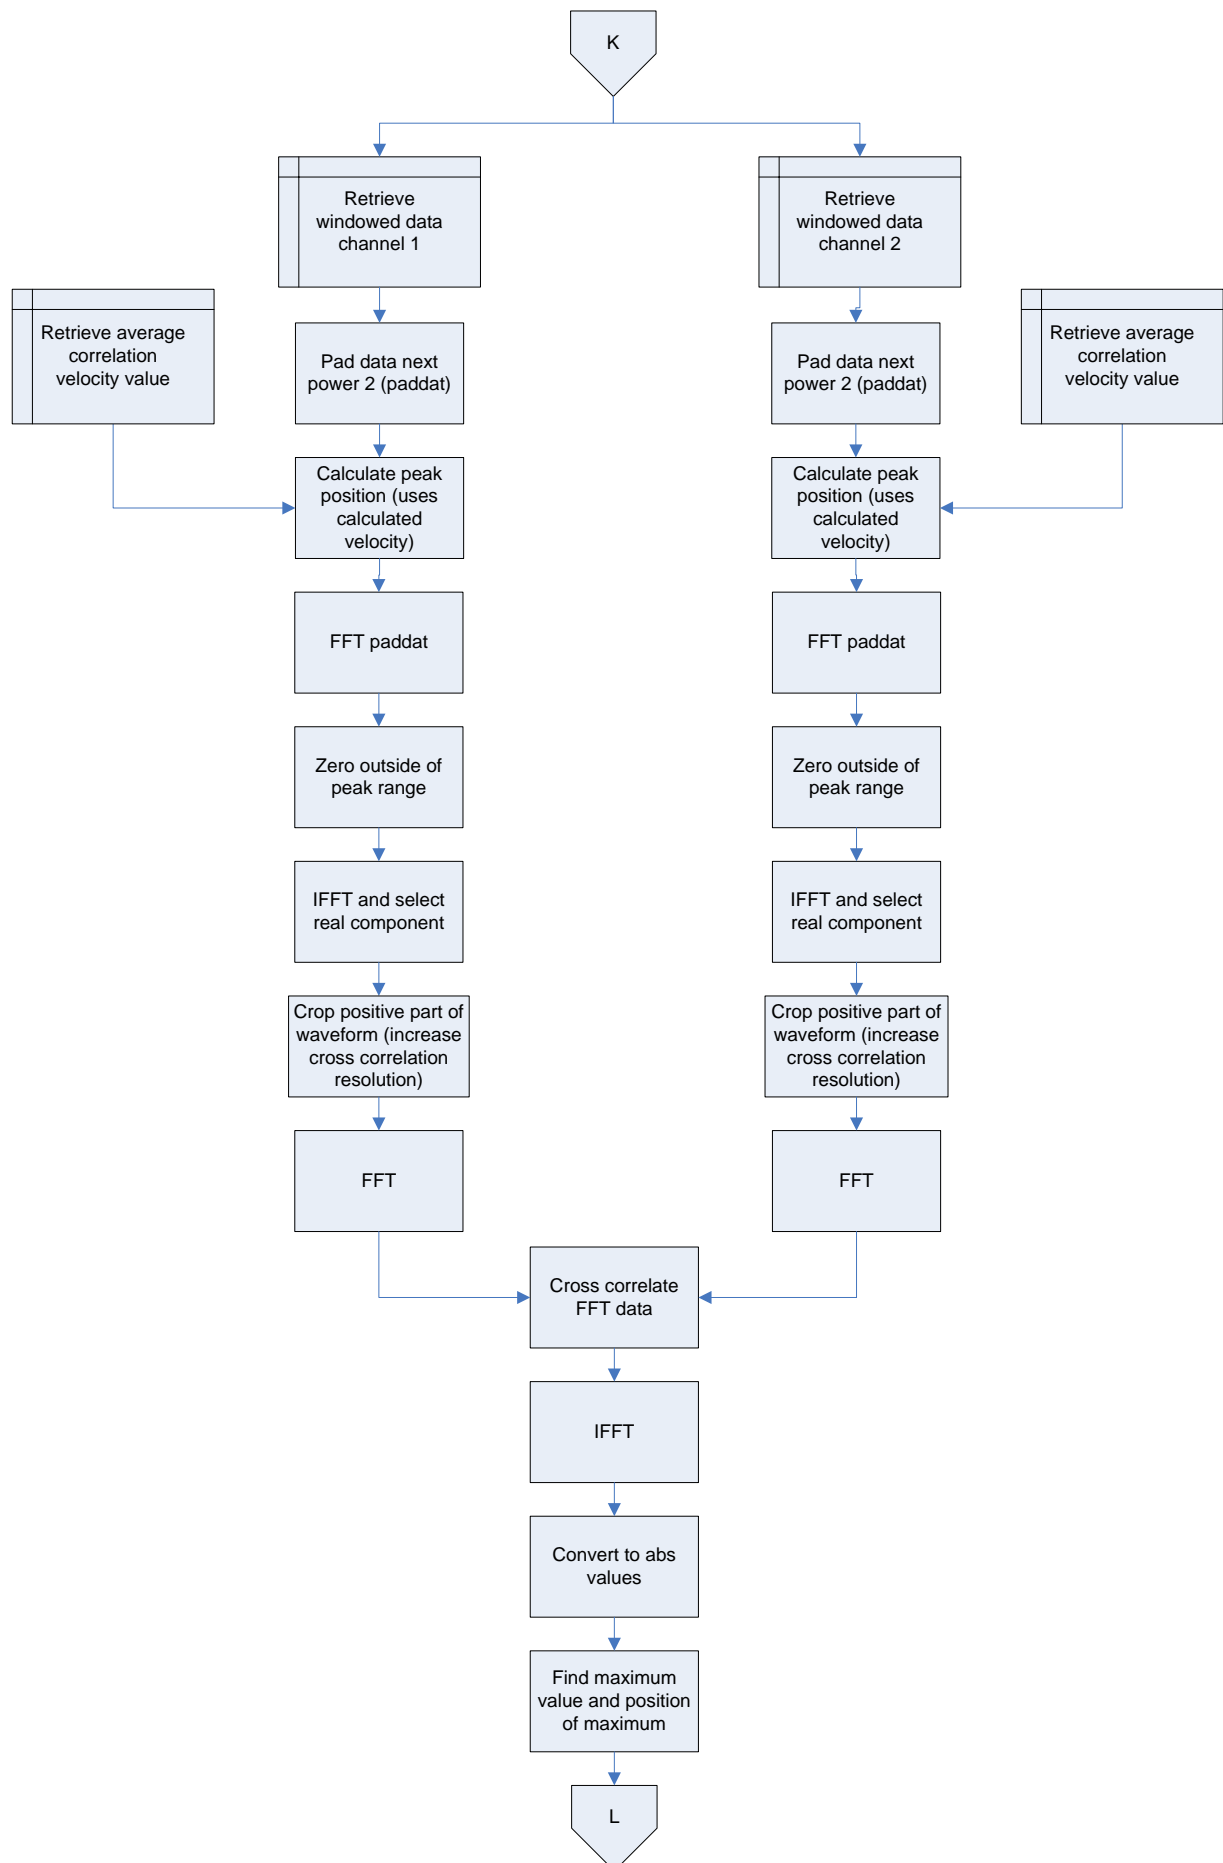 K
Retrieve
windowed data
channel 1
Retrieve
windowed data
channel 2
Retrieve average
correlation
velocity value
Pad data next
power 2 (paddat)
Pad data next
power 2 (paddat)
Retrieve average
correlation
velocity value
Calculate peak
position (uses
calculated
velocity)
Calculate peak
position (uses
calculated
velocity)
FFT paddat
FFT paddat
Zero outside of
peak range
Zero outside of
peak range
IFFT and select
real component
IFFT and select
real component
Crop positive part of
waveform (increase
cross correlation
resolution)
Crop positive part of
waveform (increase
cross correlation
resolution)
FFT
FFT
Cross correlate
FFT data
IFFT
Convert to abs
values
Find maximum
value and position
of maximum
L